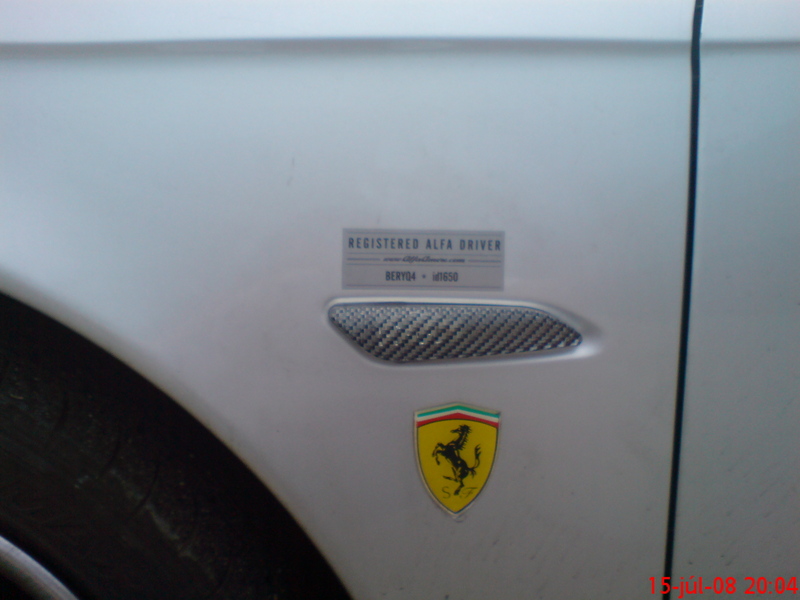 REGISTERED ALFA DRIVER
BERYQ4 • id1650
S F
15-júl-08 20:04